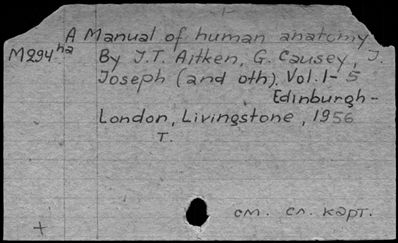 A Manual of human anatomy
M294ha By J.T. Aitken, G. Causey, J.
Joseph (and oth). Vol. 1-5
Edinburgh-
London, Livingstone, 1956
T.
см. сл. карт.
+